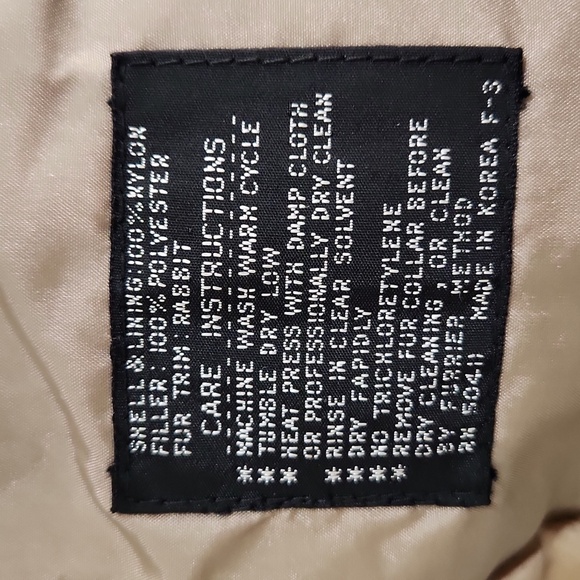 SHELL & LINING:100% NYLON
FILLER : 100% POLYESTER
FUR TRIM: RABBIT
CARE INSTRUCTIONS
MACHINE WASH WARM CYCLE
TUMBLE DRY LOW
HEAT PRESS WITH DAMP CLOTH
OR PROFESSIONALLY DRY CLEAN
RINSE IN CLEAR SOLVENT
DRY FAPIDLY
NO TRICHLORETYLENE
REMOVE FUR COLLAR BEFORE
DRY CLEANING , OR CLEAN
BY FURRIER METHOD
RN 50411 MADE IN KOREA F-3
*** ****